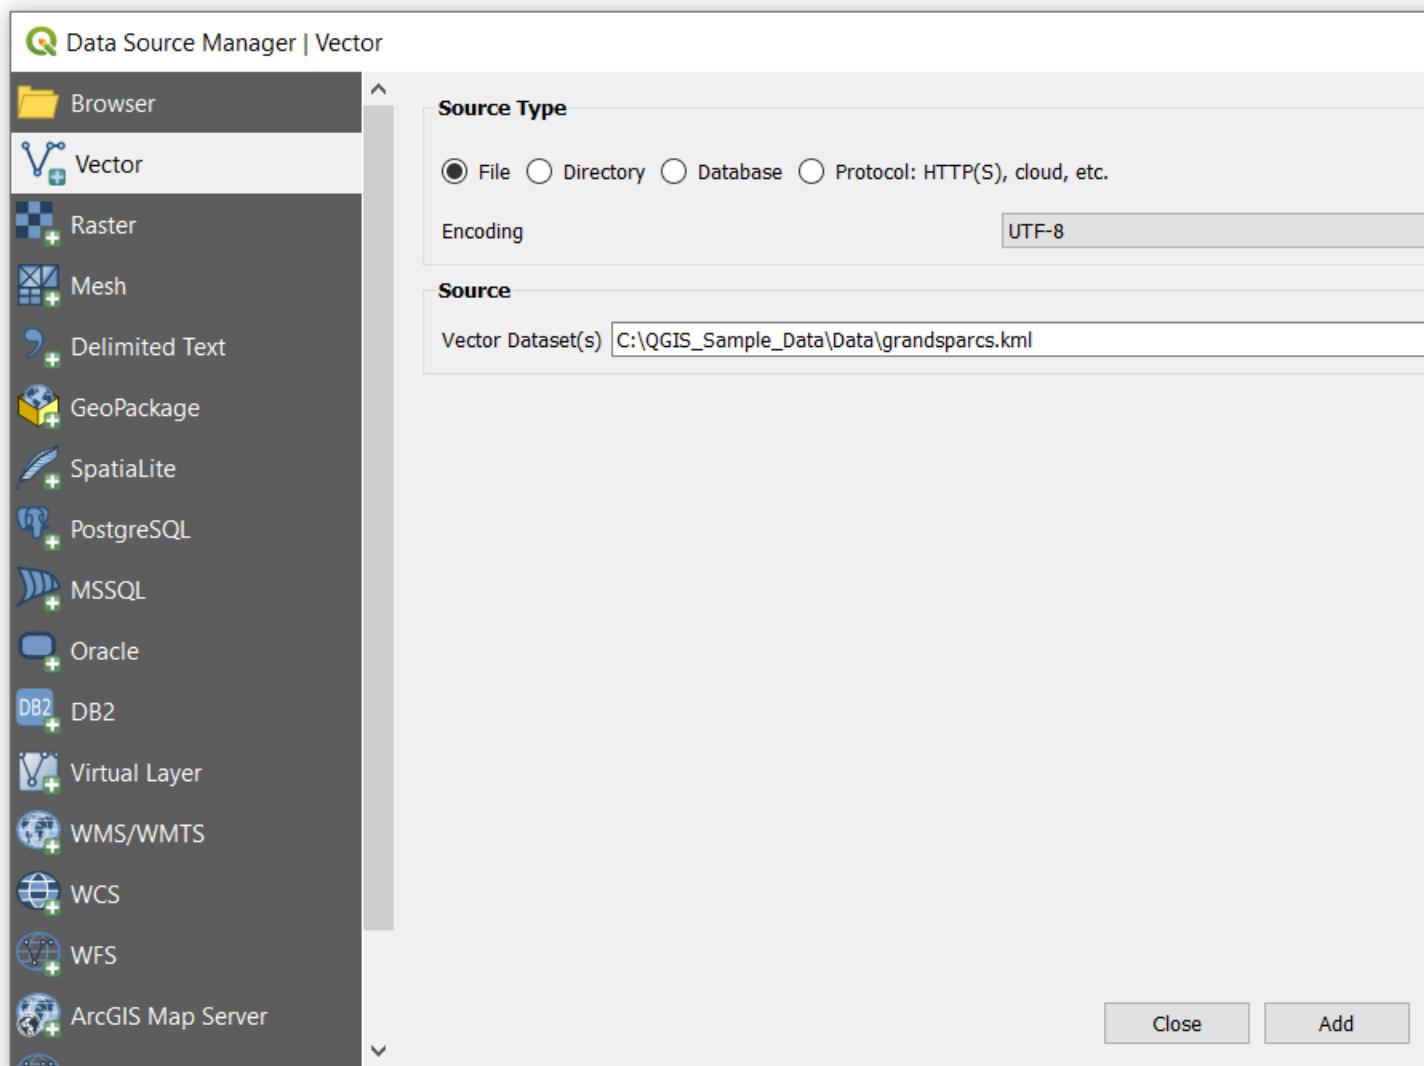 Data Source Manager | Vector
Browser
Vector
Raster
Mesh
Delimited Text
GeoPackage
SpatiaLite
PostgreSQL
MSSQL
Oracle
DB2
DB2
Virtual Layer
WMS/WMTS
WCS
WFS
ArcGIS Map Server
Source Type
File Directory Database Protocol: HTTP(S), cloud, etc.
Encoding UTF-8
Source
Vector Dataset(s) C:\QGIS_Sample_Data\Data\grandsparcs.kml
Close Add